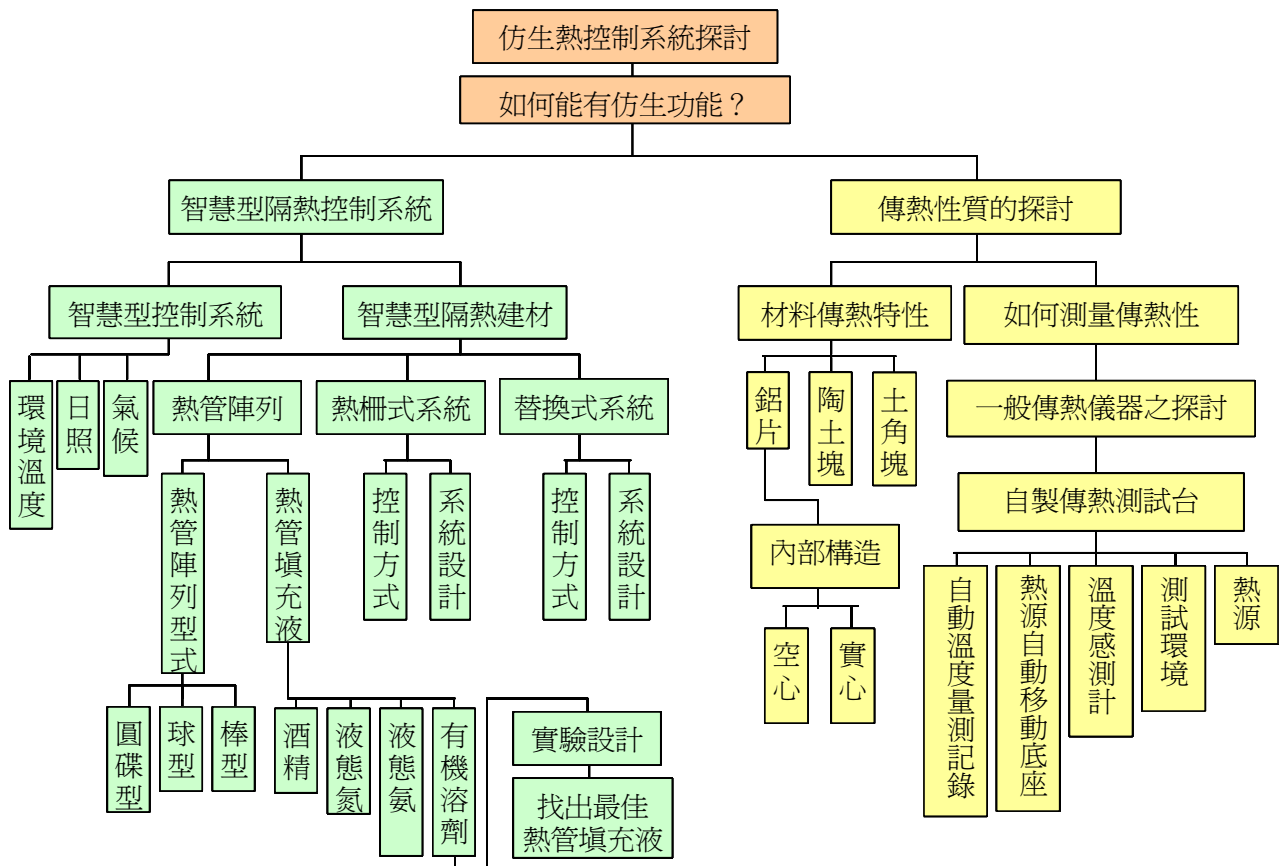 仿生熱控制系統探討
如何能有仿生功能？
智慧型隔熱控制系統
傳熱性質的探討
智慧型控制系統
智慧型隔熱建材
材料傳熱特性
如何測量傳熱性
環境溫度
日照
氣候
熱管陣列
熱柵式系統
替換式系統
鋁片
陶土塊
土角塊
一般傳熱儀器之探討
熱管陣列型式
熱管填充液
控制方式
系統設計
控制方式
系統設計
內部構造
自製傳熱測試台
空心
實心
自動溫度量測記錄
熱源自動移動底座
溫度感測計
測試環境
熱源
圓碟型
球型
棒型
酒精
液態氮
液態氨
有機溶劑
實驗設計
找出最佳
熱管填充液